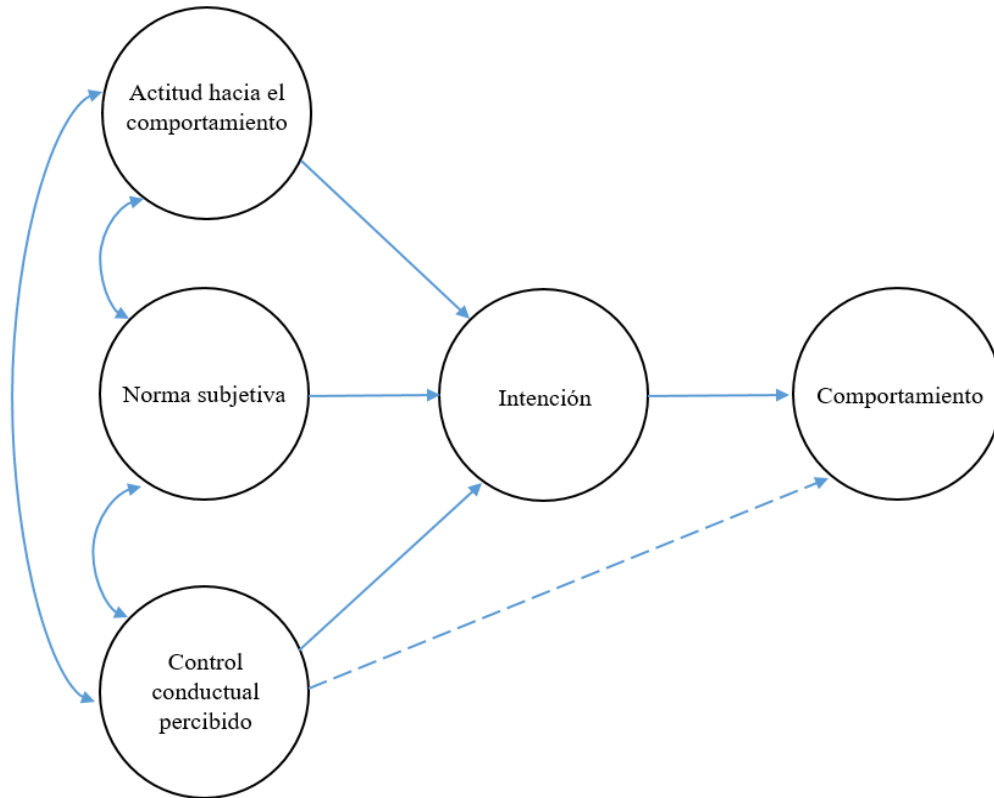 Actitud hacia el
comportamiento
Norma subjetiva
Intención
Comportamiento
Control
conductual
percibido